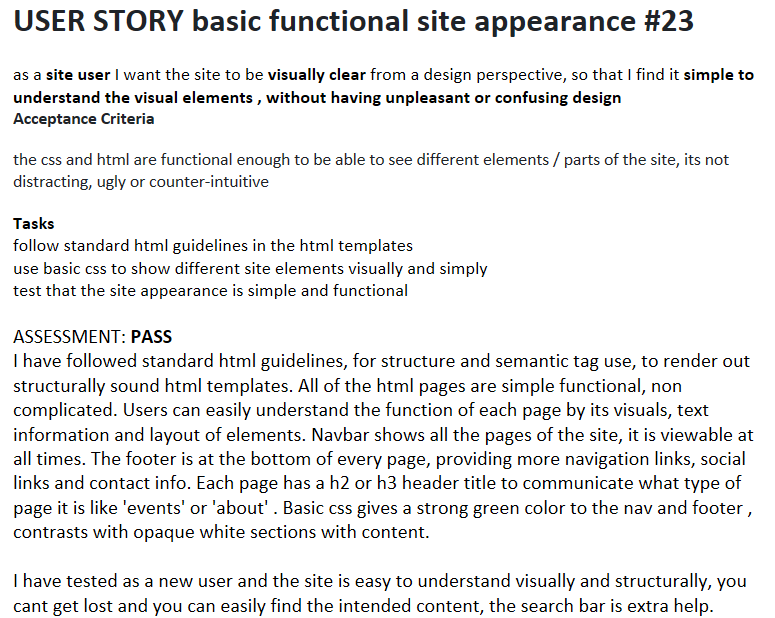 USER STORY basic functional site appearance #23
as a site user I want the site to be visually clear from a design perspective, so that I find it simple to
understand the visual elements , without having unpleasant or confusing design
Acceptance Criteria
the css and html are functional enough to be able to see different elements / parts of the site, its not
distracting, ugly or counter-intuitive
Tasks
follow standard html guidelines in the html templates
use basic css to show different site elements visually and simply
test that the site appearance is simple and functional
ASSESSMENT: PASS
I have followed standard html guidelines, for structure and semantic tag use, to render out
structurally sound html templates. All of the html pages are simple functional, non
complicated. Users can easily understand the function of each page by its visuals, text
information and layout of elements. Navbar shows all the pages of the site, it is viewable at
all times. The footer is at the bottom of every page, providing more navigation links, social
links and contact info. Each page has a h2 or h3 header title to communicate what type of
page it is like 'events' or 'about' . Basic css gives a strong green color to the nav and footer ,
contrasts with opaque white sections with content.
I have tested as a new user and the site is easy to understand visually and structurally, you
cant get lost and you can easily find the intended content, the search bar is extra help.